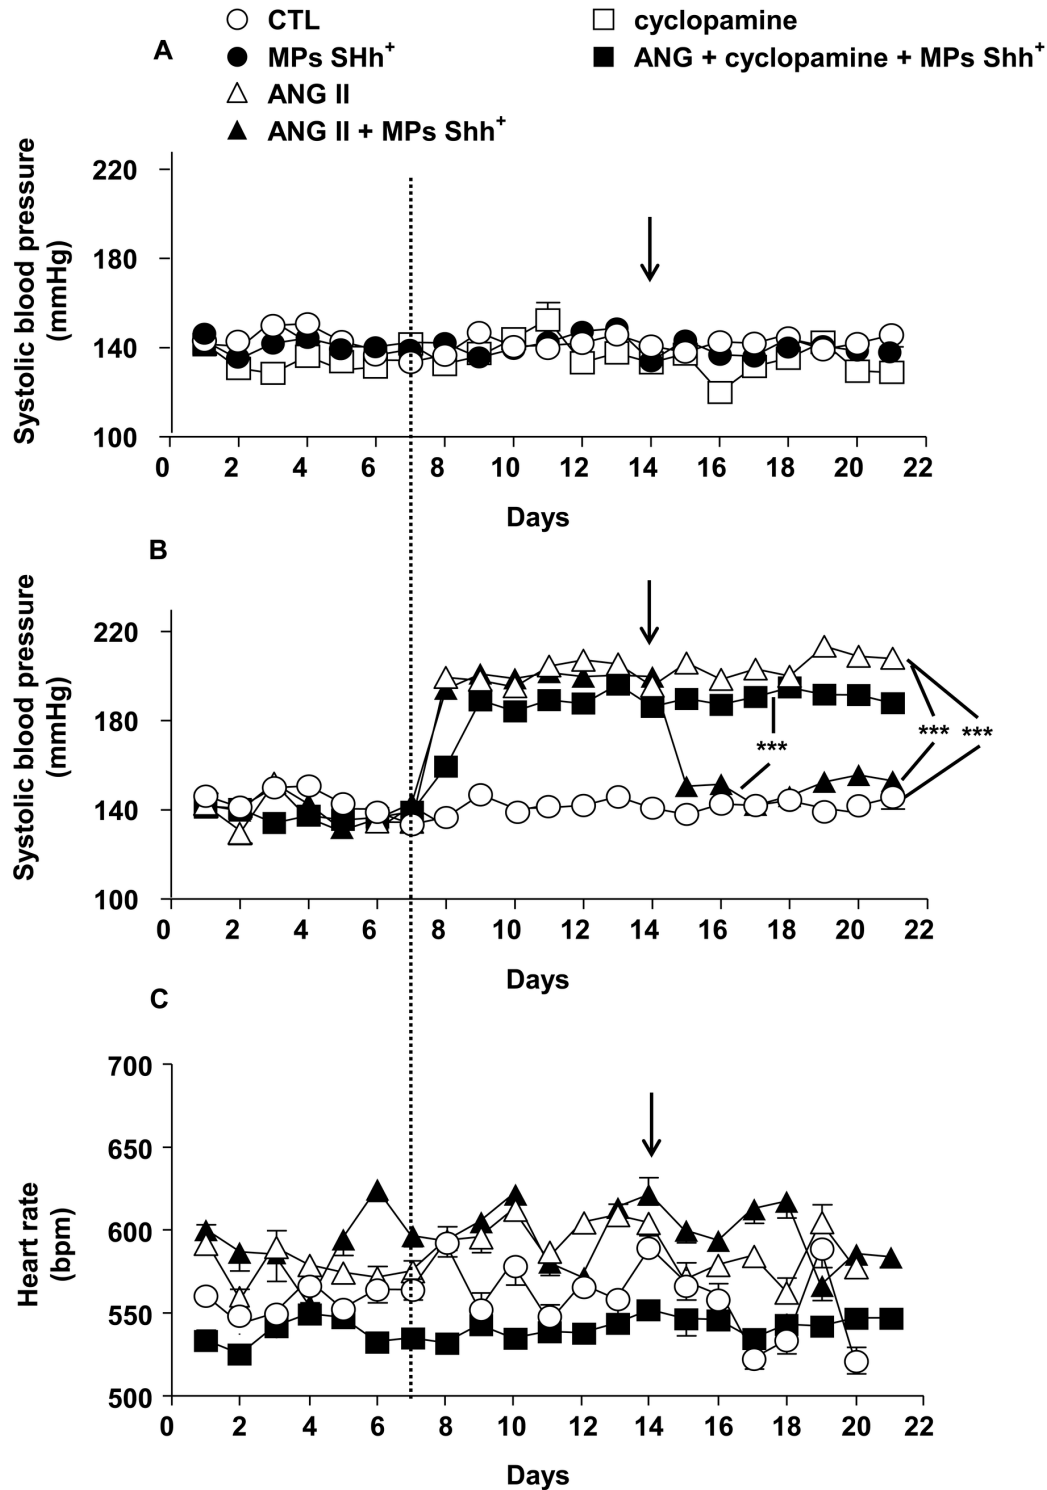 CTL
cyclopamine
A
MPs SHh+
ANG + cyclopamine + MPs Shh+
ANG II
ANG II + MPs Shh+
Systolic blood pressure
(mmHg)
220
180
140
100
0 2 4 6 8 10 12 14 16 18 20 22
Days
B
Systolic blood pressure
(mmHg)
220
180
140
100
*** ***
***
0 2 4 6 8 10 12 14 16 18 20 22
Days
C
Heart rate
(bpm)
700
650
600
550
500
0 2 4 6 8 10 12 14 16 18 20 22
Days